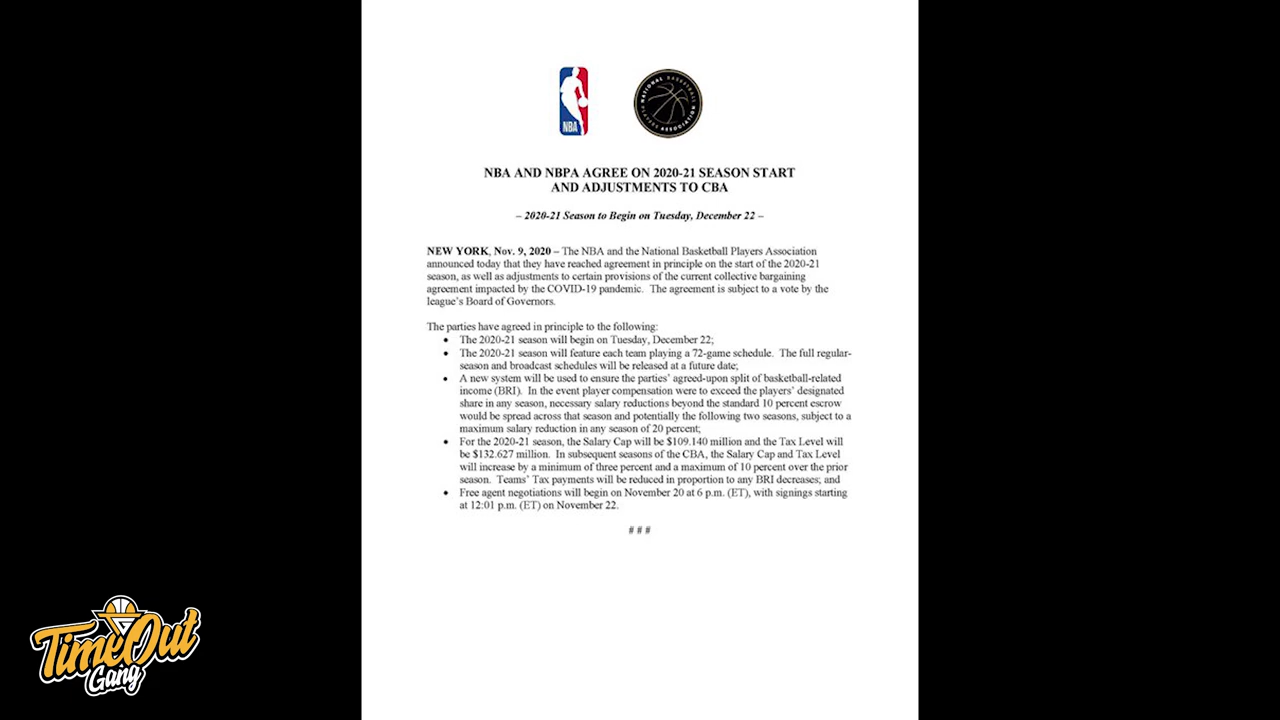 NBA
NATIONAL BASKETBALL
PLAYERS ASSOCIATION
NBA AND NBPA AGREE ON 2020-21 SEASON START
AND ADJUSTMENTS TO CBA
– 2020-21 Season to Begin on Tuesday, December 22 –
NEW YORK, Nov. 9, 2020 – The NBA and the National Basketball Players Association
announced today that they have reached agreement in principle on the start of the 2020-21
season, as well as adjustments to certain provisions of the current collective bargaining
agreement impacted by the COVID-19 pandemic. The agreement is subject to a vote by the
league's Board of Governors.
The parties have agreed in principle to the following:
• The 2020-21 season will begin on Tuesday, December 22;
• The 2020-21 season will feature each team playing a 72-game schedule. The full regular-
season and broadcast schedules will be released at a future date;
• A new system will be used to ensure the parties' agreed-upon split of basketball-related
income (BRI). In the event player compensation were to exceed the players' designated
share in any season, necessary salary reductions beyond the standard 10 percent escrow
would be spread across that season and potentially the following two seasons, subject to a
maximum salary reduction in any season of 20 percent;
• For the 2020-21 season, the Salary Cap will be $109.140 million and the Tax Level will
be $132.627 million. In subsequent seasons of the CBA, the Salary Cap and Tax Level
will increase by a minimum of three percent and a maximum of 10 percent over the prior
season. Teams' Tax payments will be reduced in proportion to any BRI decreases; and
• Free agent negotiations will begin on November 20 at 6 p.m. (ET), with signings starting
at 12:01 p.m. (ET) on November 22.
# # #
TimeOut
Gang